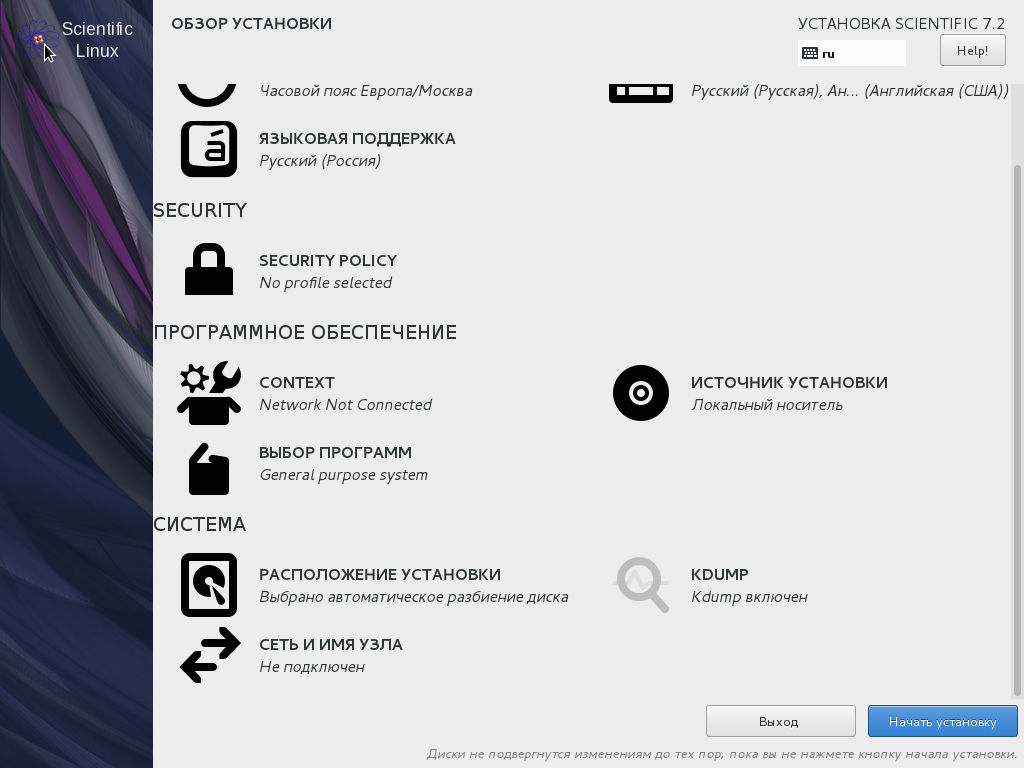 Scientific
Linux
ОБЗОР УСТАНОВКИ
УСТАНОВКА SCIENTIFIC 7.2
ru
Help!
Часовой пояс Европа/Москва
Русский (Русская), Ан... (Английская (США))
ЯЗЫКОВАЯ ПОДДЕРЖКА
Русский (Россия)
SECURITY
SECURITY POLICY
No profile selected
ПРОГРАММНОЕ ОБЕСПЕЧЕНИЕ
CONTEXT
Network Not Connected
ИСТОЧНИК УСТАНОВКИ
Локальный носитель
ВЫБОР ПРОГРАММ
General purpose system
СИСТЕМА
РАСПОЛОЖЕНИЕ УСТАНОВКИ
Выбрано автоматическое разбиение диска
KDUMP
Kdump включен
СЕТЬ И ИМЯ УЗЛА
Не подключен
Выход
Начать установку
Диски не подвергнутся изменениям до тех пор, пока вы не нажмете кнопку начала установки.